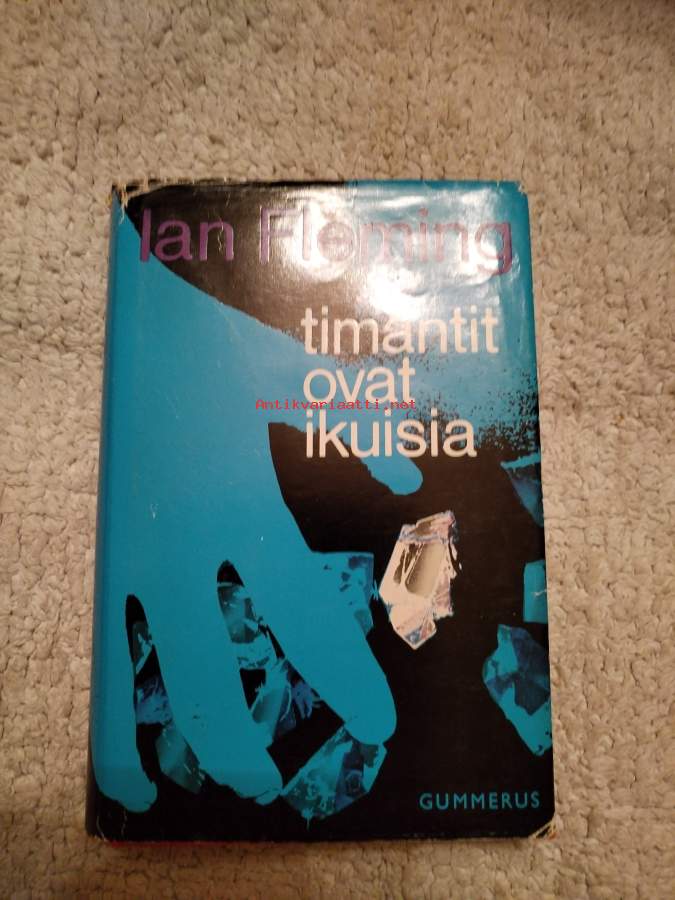 Ian Fleming
timantit
ovat
Antikvariaatti.net
ikuisia
GUMMERUS